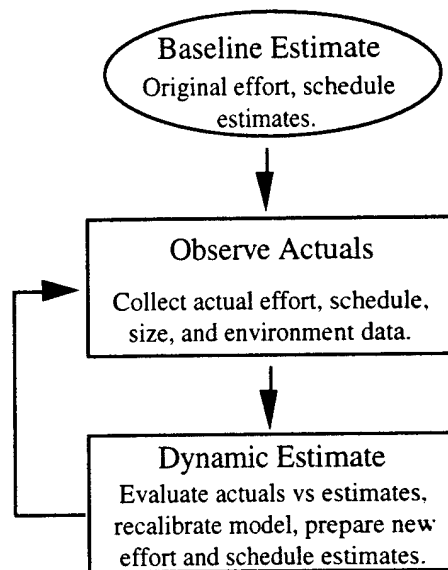 Baseline Estimate
Original effort, schedule
estimates.
Observe Actuals
Collect actual effort, schedule,
size, and environment data.
Dynamic Estimate
Evaluate actuals vs estimates,
recalibrate model, prepare new
effort and schedule estimates.